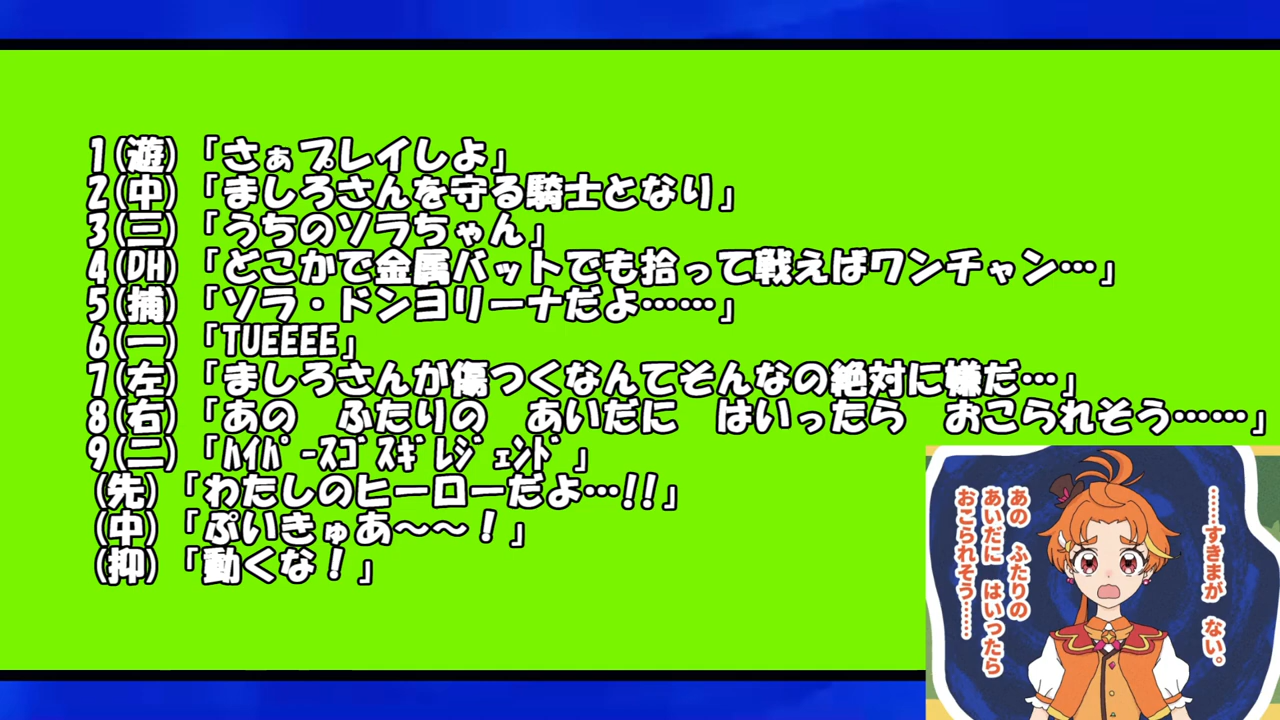 1(遊)「さぁプレイしよ」
2(中)「ましろさんを守る騎士となり」
3(三)「うちのソラちゃん」
4(DH)「どこかで金属バットでも拾って戦えばワンチャン…」
5(捕)「ソラ・ドンヨリーナだよ……」
6(一)「TUEEEE」
7(左)「ましろさんが傷つくなんてそんなの絶対に嫌だ…」
8(右)「あの　ふたりの　あいだに　はいったら　おこられそう……」
9(二)「ﾊｲﾊﾟｰｽｺﾞｽｷﾞﾚｼﾞｪﾝﾄﾞ」
(先)「わたしのヒーローだよ…!!」
(中)「ぷいきゅあ～～！」
(抑)「動くな！」
……すきまが　ない。
あの　ふたりの
あいだに　はいったら
おこられそう……